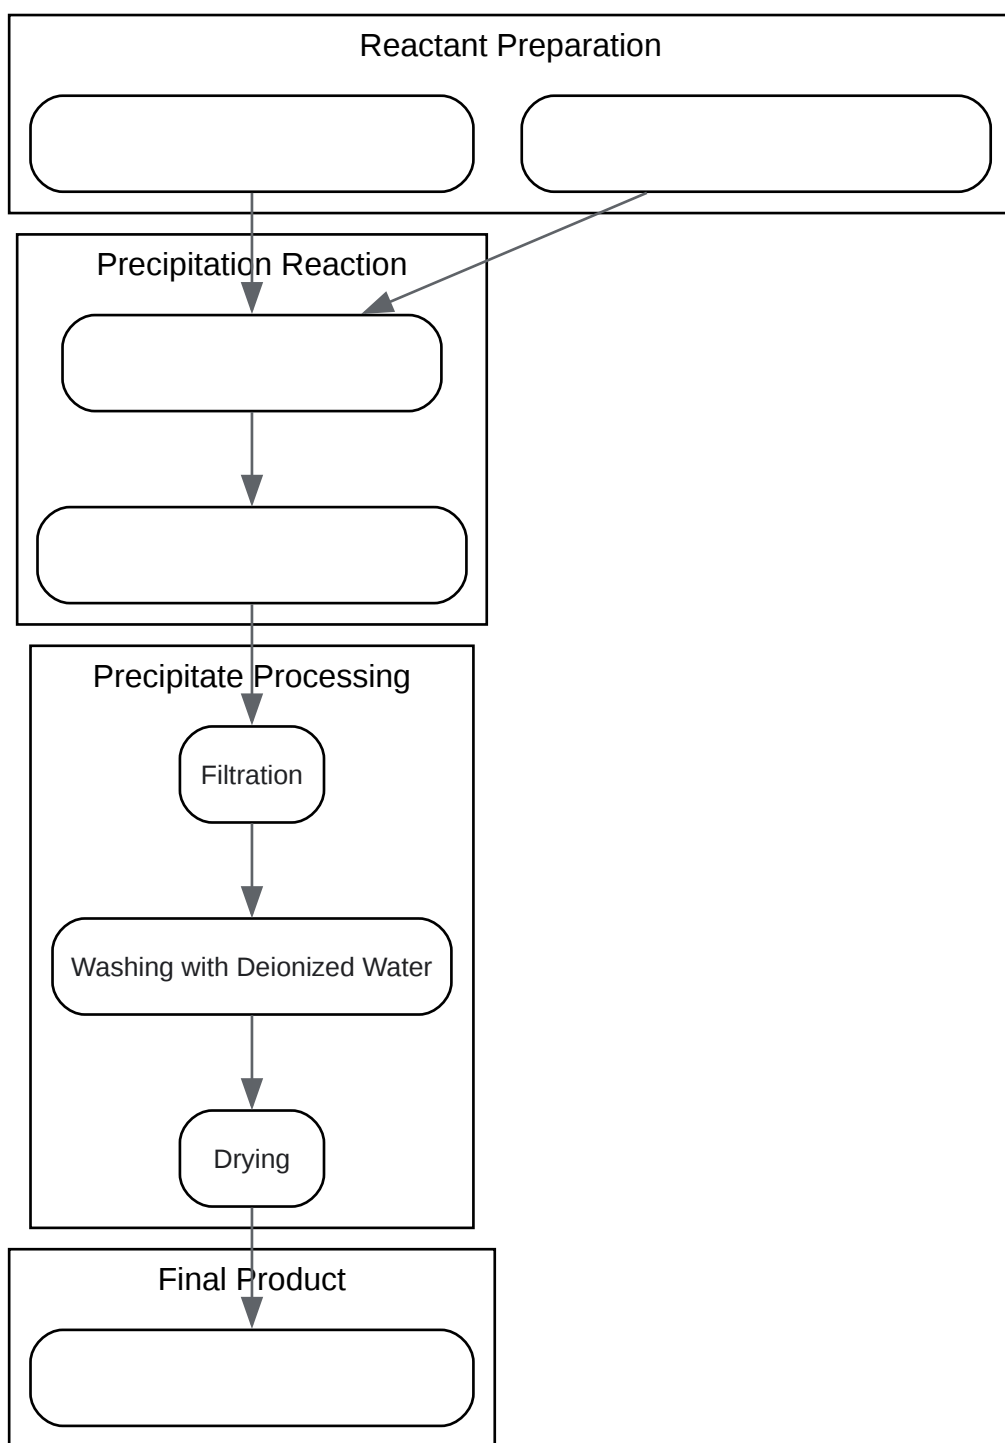 Reactant Preparation
Precipitation Reaction
Precipitate Processing
Filtration
Washing with Deionized Water
Drying
Final Product